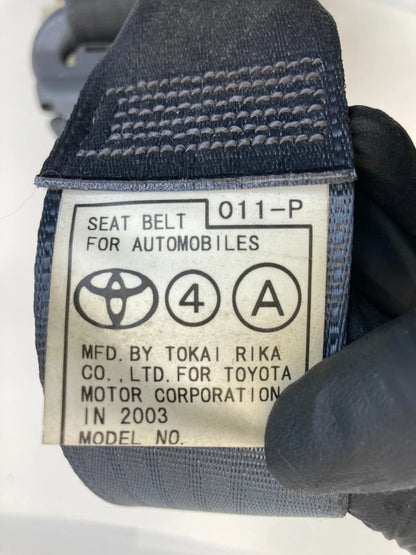 SEAT BELT 011-P
FOR AUTOMOBILES
4 A
MFD. BY TOKAI RIKA
CO.,LTD. FOR TOYOTA
MOTOR CORPORATION
IN 2003
MODEL NO.